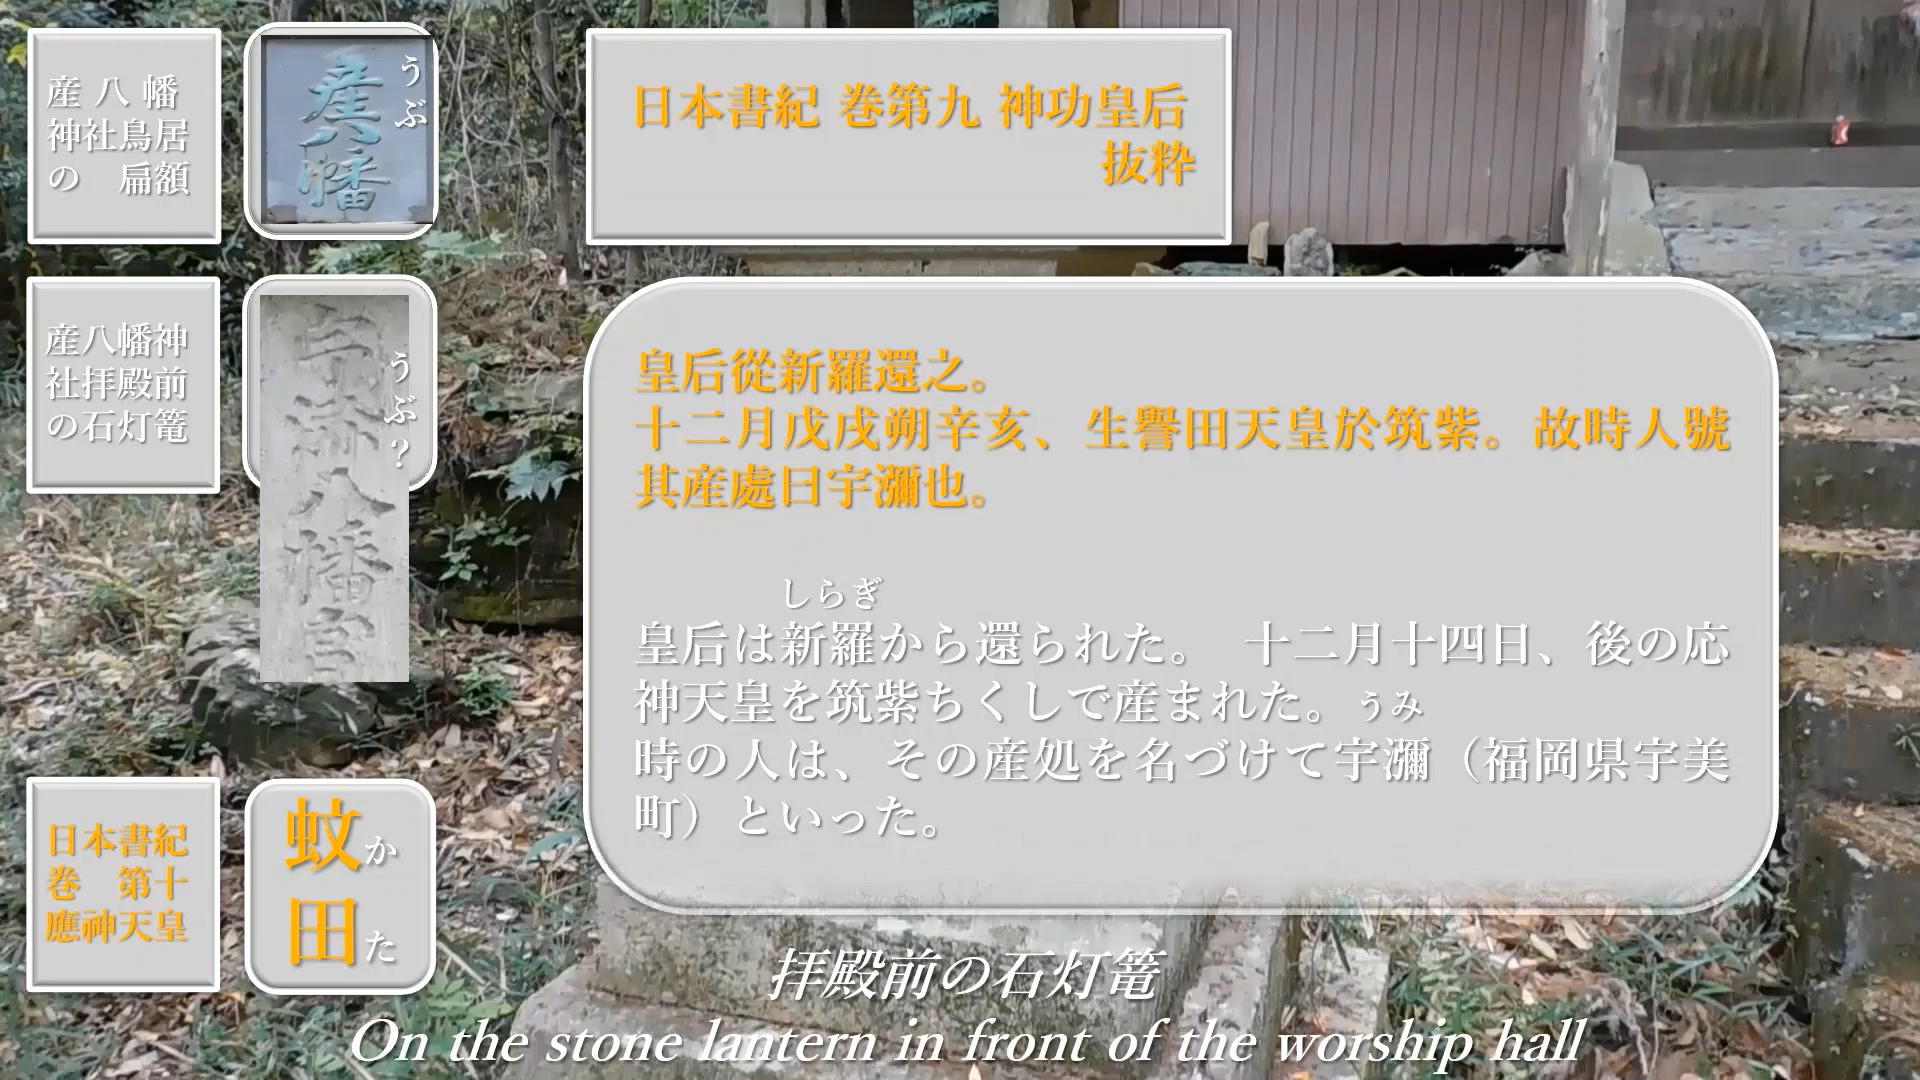 産八幡
神社鳥居
の　扁額
うぶ
産八幡
日本書紀 巻第九 神功皇后
抜粋
産八幡神
社拝殿前
の石灯篭
うぶ？
八幡宮
皇后從新羅還之。
十二月戊戌朔辛亥、生譽田天皇於筑紫。故時人號
其産處曰宇瀰也。
しらぎ
皇后は新羅から還られた。　十二月十四日、後の応
神天皇を筑紫ちくしで産まれた。うみ
時の人は、その産処を名づけて宇瀰（福岡県宇美
町）といった。
日本書紀
巻　第十
應神天皇
蚊か
田た
拝殿前の石灯篭
On the stone lantern in front of the worship hall